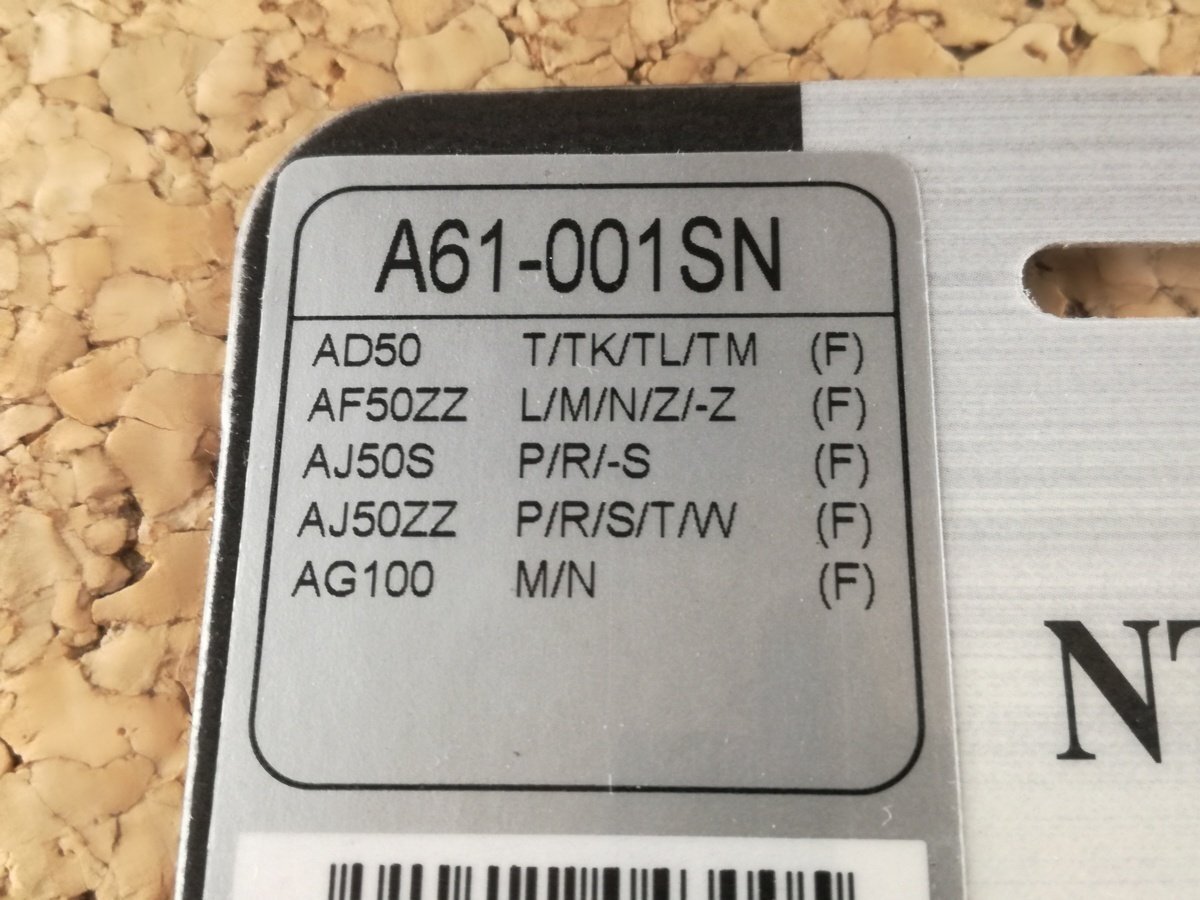 A61-001SN
AD50 T/TK/TL/TM (F)
AF50ZZ L/M/N/Z/-Z (F)
AJ50S P/R/-S (F)
AJ50ZZ P/R/S/T/W (F)
AG100 M/N (F)